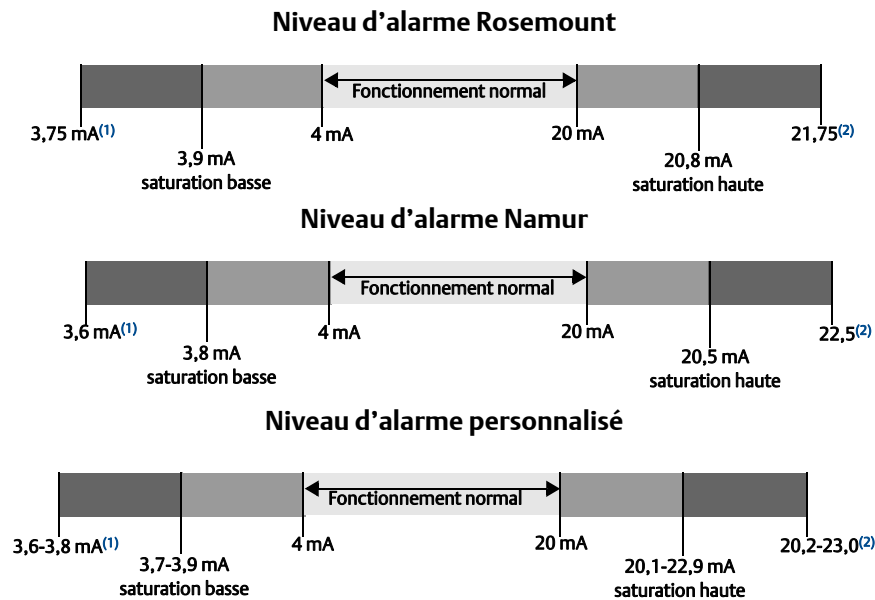 Niveau d’alarme Rosemount
Fonctionnement normal
3,75 mA(1)
4 mA
20 mA
21,75(2)
3,9 mA
saturation basse
20,8 mA
saturation haute
Niveau d’alarme Namur
Fonctionnement normal
3,6 mA(1)
4 mA
20 mA
22,5(2)
3,8 mA
saturation basse
20,5 mA
saturation haute
Niveau d’alarme personnalisé
Fonctionnement normal
3,6-3,8 mA(1)
4 mA
20 mA
20,2-23,0(2)
3,7-3,9 mA
saturation basse
20,1-22,9 mA
saturation haute